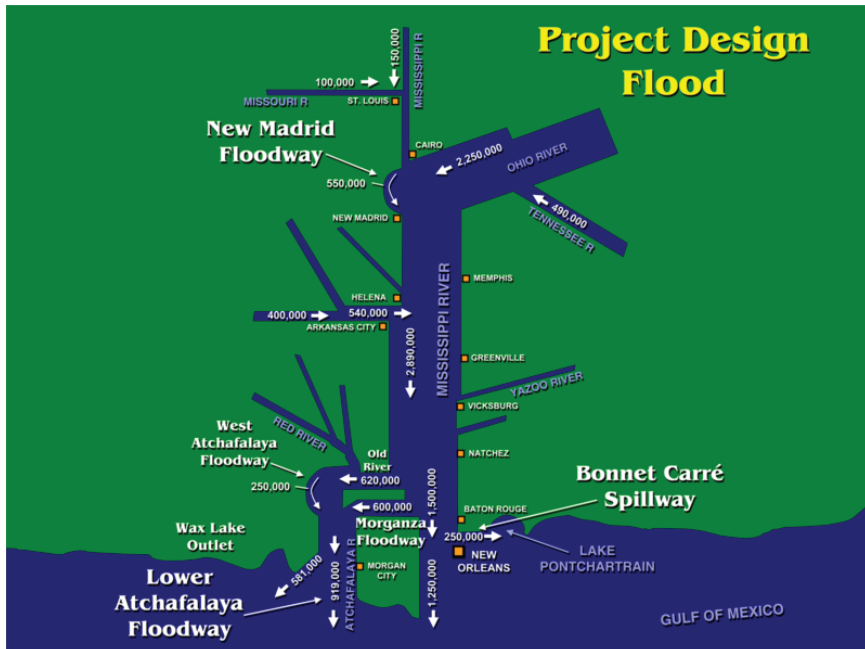 Project Design
Flood
150,000
MISSISSIPPI R
100,000
MISSOURI R
ST. LOUIS
New Madrid
Floodway
CAIRO
2,250,000
OHIO RIVER
550,000
NEW MADRID
490,000
TENNESSEE R
HELENA
MEMPHIS
400,000
540,000
ARKANSAS CITY
2,890,000
MISSISSIPPI RIVER
GREENVILLE
YAZOO RIVER
VICKSBURG
RED RIVER
West
Atchafalaya
Floodway
Old
River
NATCHEZ
250,000
620,000
1,500,000
Bonnet Carré
Spillway
600,000
BATON ROUGE
Morganza
Floodway
Wax Lake
Outlet
250,000
NEW
ORLEANS
LAKE
PONTCHARTRAIN
581,000
919,000
ATCHAFALAYA R
MORGAN
CITY
1,250,000
Lower
Atchafalaya
Floodway
GULF OF MEXICO